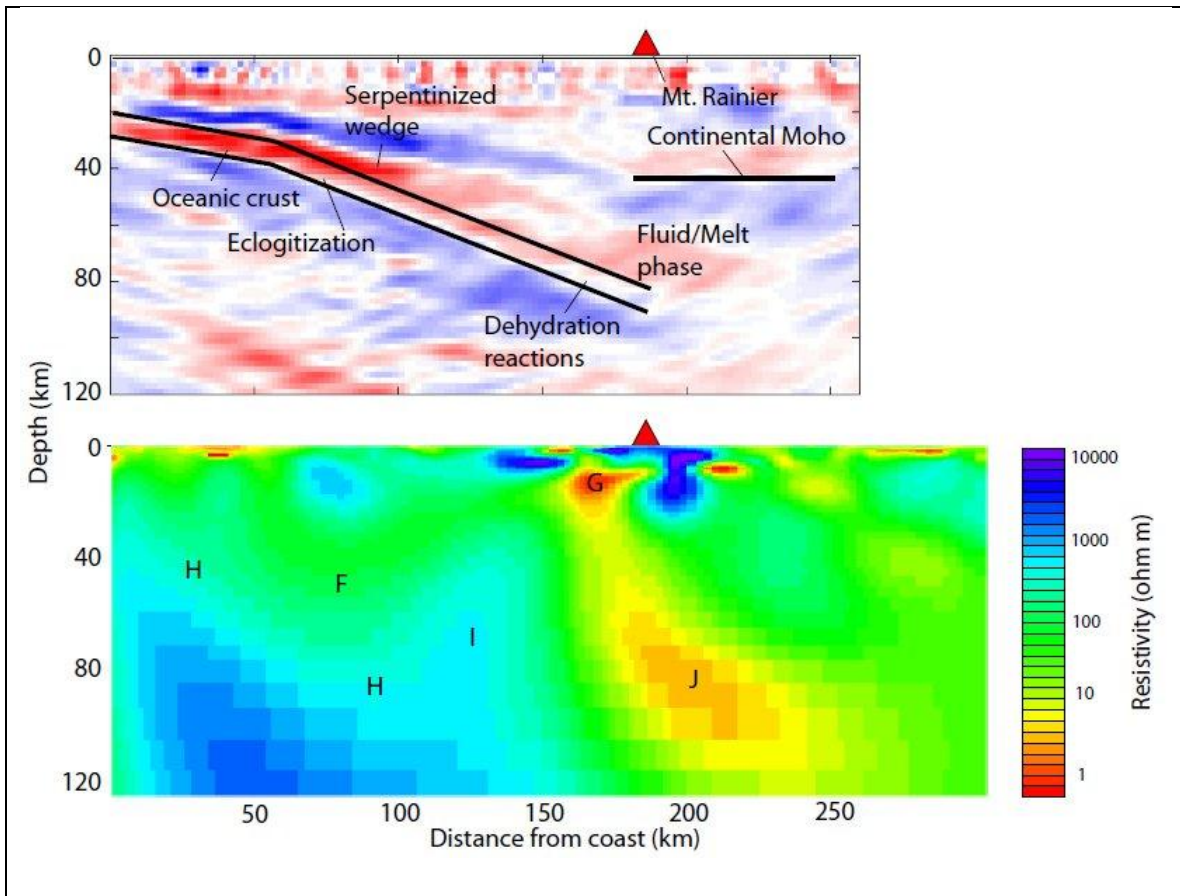 0
40
80
120
Serpentinized
wedge
Mt. Rainier
Continental Moho
Oceanic crust
Eclogitization
Fluid/Melt
phase
Dehydration
reactions
Depth (km)
0
40
80
120
G
H
F
I
H
J
50
100
150
200
250
Distance from coast (km)
10000
1000
100
10
1
Resistivity (ohm m)